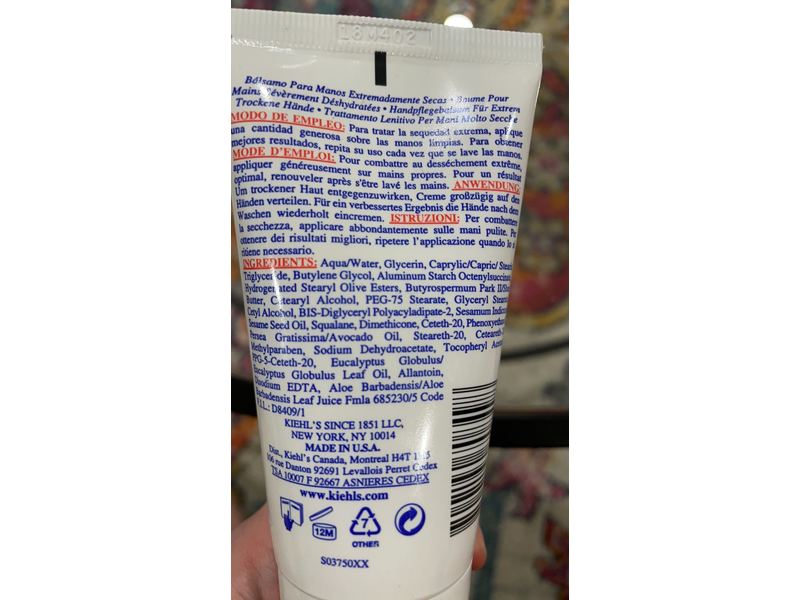 18M402
Bálsamo Para Manos Extremadamente Secas • Baume Pour
Mains Sévèrement Déshydratées • Handpflegebalsam Für Extrem
Trockene Hände • Trattamento Lenitivo Per Mani Molto Secche
MODO DE EMPLEO: Para tratar la sequedad extrema, aplique
una cantidad generosa sobre las manos limpias. Para obtener
mejores resultados, repita su uso cada vez que se lave las manos.
MODE D'EMPLOI: Pour combattre au desséchement extrême,
appliquer généreusement sur mains propres. Pour un résultat
optimal, renouveler après s'être lavé les mains. ANWENDUNG:
Um trockener Haut entgegenzuwirken, Creme großzügig auf den
Händen verteilen. Für ein verbessertes Ergebnis die Hände nach dem
Waschen wiederholt eincremen. ISTRUZIONI: Per combattere
la secchezza, applicare abbondantemente sulle mani pulite. Per
ottenere dei risultati migliori, ripetere l'applicazione quando lo si
ritiene necessario.
INGREDIENTS: Aqua/Water, Glycerin, Caprylic/Capric/
Triglyceride, Butylene Glycol, Aluminum Starch Octenylsuccinate,
Hydrogenated Stearyl Olive Esters, Butyrospermum Park II/Shea
Butter, Cetearyl Alcohol, PEG-75 Stearate, Glyceryl
Cetyl Alcohol, BIS-Diglyceryl Polyacyladipate-2, Sesamum
Sesame Seed Oil, Squalane, Dimethicone, Ceteth-20,
Persea Gratissima/Avocado Oil, Steareth-20,
Methylparaben, Sodium Dehydroacetate, Tocopheryl
PPG-5-Ceteth-20, Eucalyptus Globulus/
Eucalyptus Globulus Leaf Oil, Allantoin,
Disodium EDTA, Aloe Barbadensis/Aloe
Barbadensis Leaf Juice Fmla 685230/5 Code
F.I.L.: D8409/1
KIEHL'S SINCE 1851 LLC,
NEW YORK, NY 10014
MADE IN U.S.A.
Dist., Kiehl's Canada, Montreal H4T 1K5
106 rue Danton 92691 Levallois Perret Cedex
TSA 10007 F 92667 ASNIERES CEDEX
www.kiehls.com
12M
7
OTHER
S03750XX